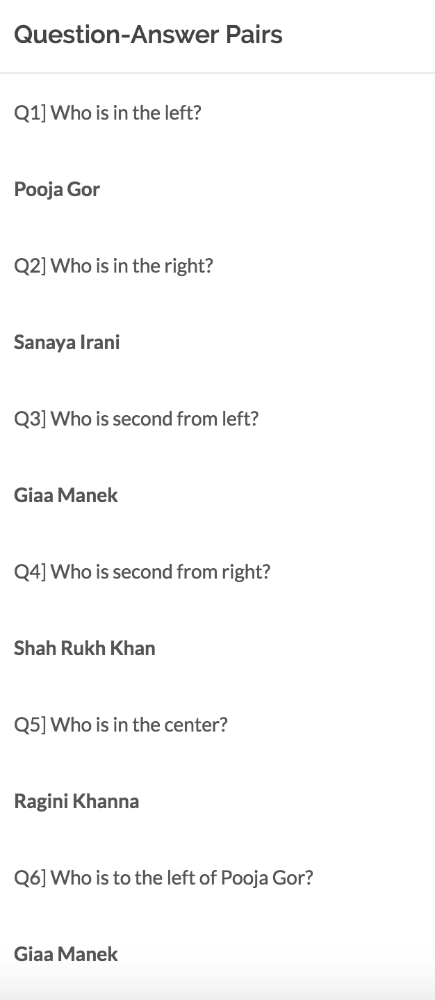 Question-Answer Pairs
Q1] Who is in the left?
Pooja Gor
Q2] Who is in the right?
Sanaya Irani
Q3] Who is second from left?
Giaa Manek
Q4] Who is second from right?
Shah Rukh Khan
Q5] Who is in the center?
Ragini Khanna
Q6] Who is to the left of Pooja Gor?
Giaa Manek